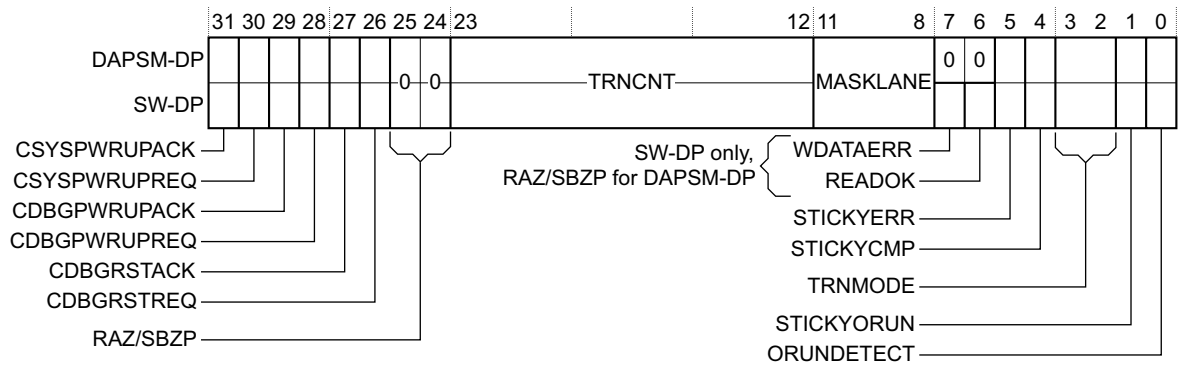 31 30 29 28 27 26 25 24 23 12 11 8 7 6 5 4 3 2 1 0
DAPSM-DP 0 0
0 0 TRNCNT MASKLANE
SW-DP
CSYSPWRUPACK
CSYSPWRUPREQ
CDBGPWRUPACK
CDBGPWRUPREQ
CDBGRSTACK
CDBGRSTREQ
RAZ/SBZP
SW-DP only,
RAZ/SBZP for DAPSM-DP
WDATAERR
READOK
STICKYERR
STICKYCMP
TRNMODE
STICKYORUN
ORUNDETECT